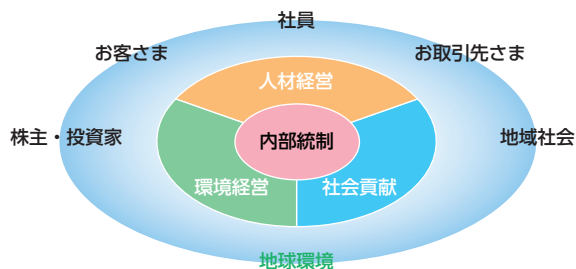 社員
お客さま
お取引先さま
人材経営
株主・投資家
内部統制
地域社会
環境経営
社会貢献
地球環境